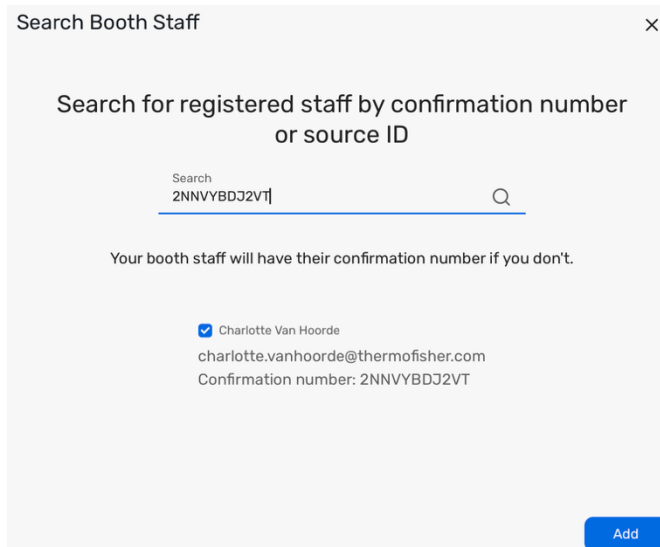 Search Booth Staff
Search for registered staff by confirmation number
or source ID
Search
2NNVYBDJ2VT
Your booth staff will have their confirmation number if you don't.
Charlotte Van Hoorde
charlotte.vanhoorde@thermofisher.com
Confirmation number: 2NNVYBDJ2VT
Add